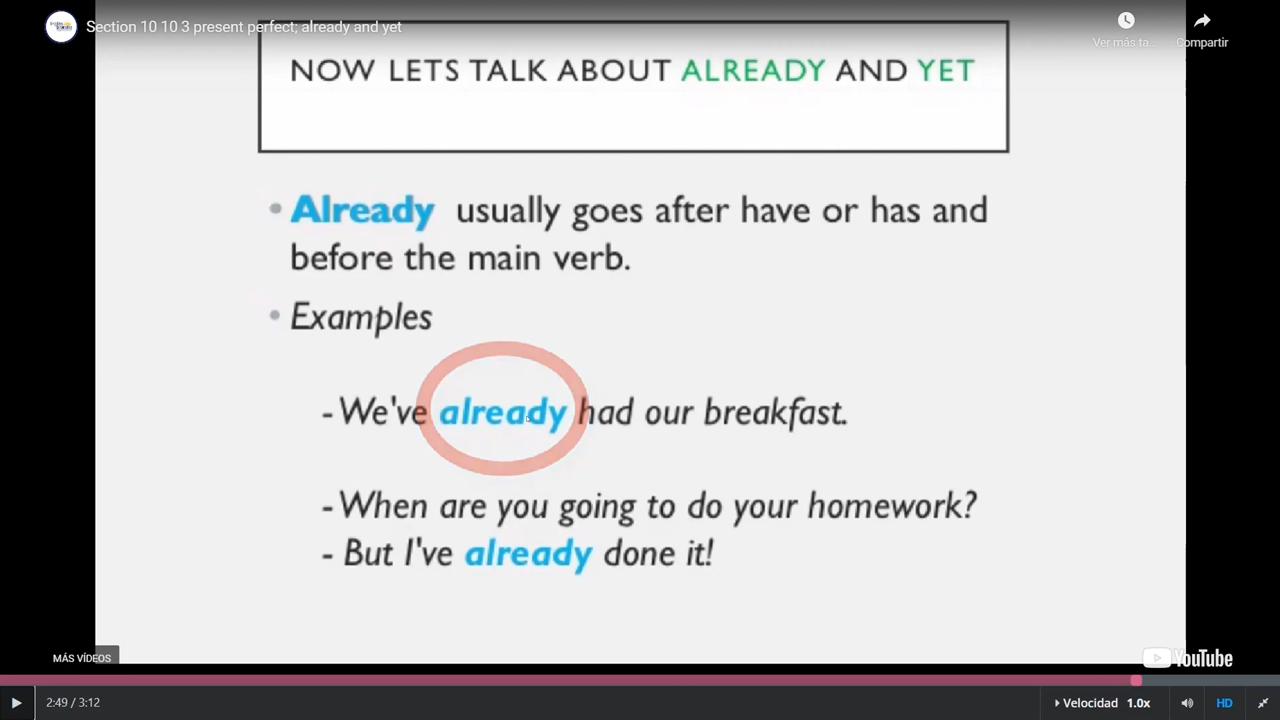 Section 10 10 3 present perfect; already and yet
Ver más ta...
Compartir
NOW LETS TALK ABOUT ALREADY AND YET
• Already usually goes after have or has and
before the main verb.
• Examples
- We've already had our breakfast.
- When are you going to do your homework?
- But I've already done it!
MÁS VÍDEOS
YouTube
2:49 / 3:12
Velocidad 1.0x
HD